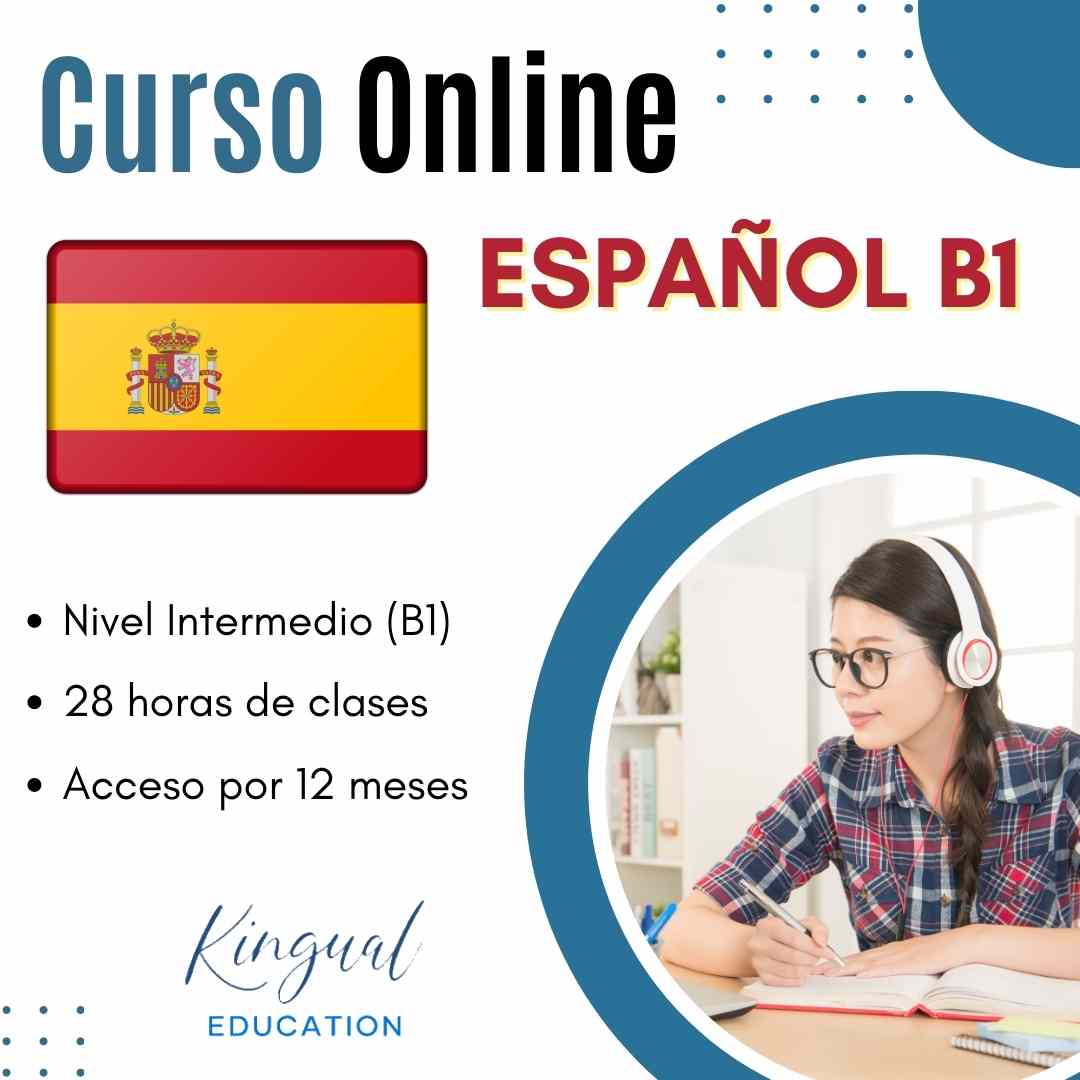 Curso Online
ESPAÑOL B1
• Nivel Intermedio (B1)
• 28 horas de clases
• Acceso por 12 meses
Kingual
EDUCATION